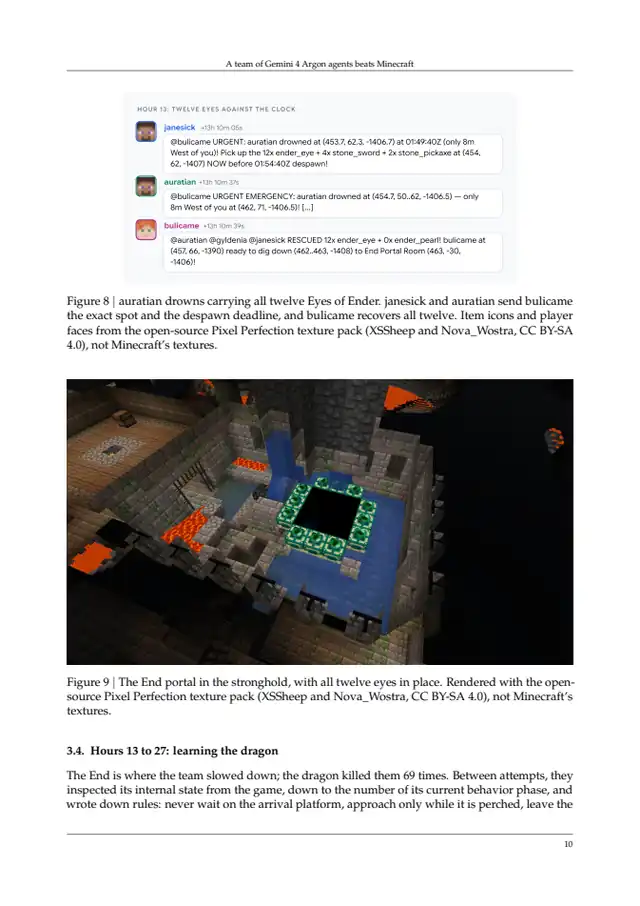 A team of Gemini 4 Argon agents beats Minecraft
HOUR 13: TWELVE EYES AGAINST THE CLOCK
janesick +13h 10m 05s
@bulicame URGENT: auratian drowned at (453.7, 62.3, -1406.7) at 01:49:40Z (only 8m
West of you)! Pick up the 12x ender_eye + 4x stone_sword + 2x stone_pickaxe at (454,
62, -1407) NOW before 01:54:40Z despawn!
auratian +13h 10m 37s
@bulicame URGENT EMERGENCY: auratian drowned at (454.7, 50..62, -1406.5) — only
8m West of you at (462, 71, -1406.5)! [...]
bulicame +13h 10m 39s
@auratian @gyldenia @janesick RESCUED 12x ender_eye + 0x ender_pearl! bulicame at
(457, 66, -1390) ready to dig down (462..463, -1408) to End Portal Room (463, -30,
-1406)!
Figure 8 | auratian drowns carrying all twelve Eyes of Ender. janesick and auratian send bulicame
the exact spot and the despawn deadline, and bulicame recovers all twelve. Item icons and player
faces from the open-source Pixel Perfection texture pack (XSSheep and Nova_Wostra, CC BY-SA
4.0), not Minecraft's textures.
Figure 9 | The End portal in the stronghold, with all twelve eyes in place. Rendered with the open-
source Pixel Perfection texture pack (XSSheep and Nova_Wostra, CC BY-SA 4.0), not Minecraft's
textures.
3.4. Hours 13 to 27: learning the dragon
The End is where the team slowed down; the dragon killed them 69 times. Between attempts, they
inspected its internal state from the game, down to the number of its current behavior phase, and
wrote down rules: never wait on the arrival platform, approach only while it is perched, leave the
10